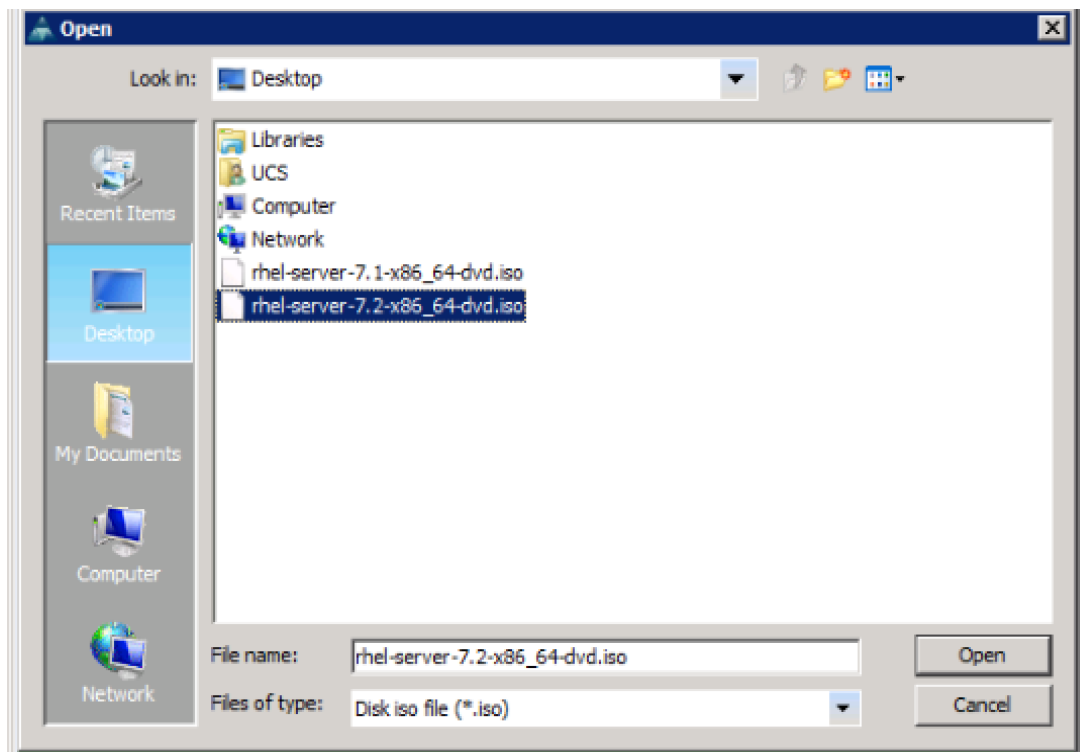 Open
Look in: Desktop
Libraries
UCS
Computer
Network
rhel-server-7.1-x86_64-dvd.iso
rhel-server-7.2-x86_64-dvd.iso
Recent Items
Desktop
My Documents
Computer
Network
File name: rhel-server-7.2-x86_64-dvd.iso Open
Files of type: Disk iso file (*.iso) Cancel